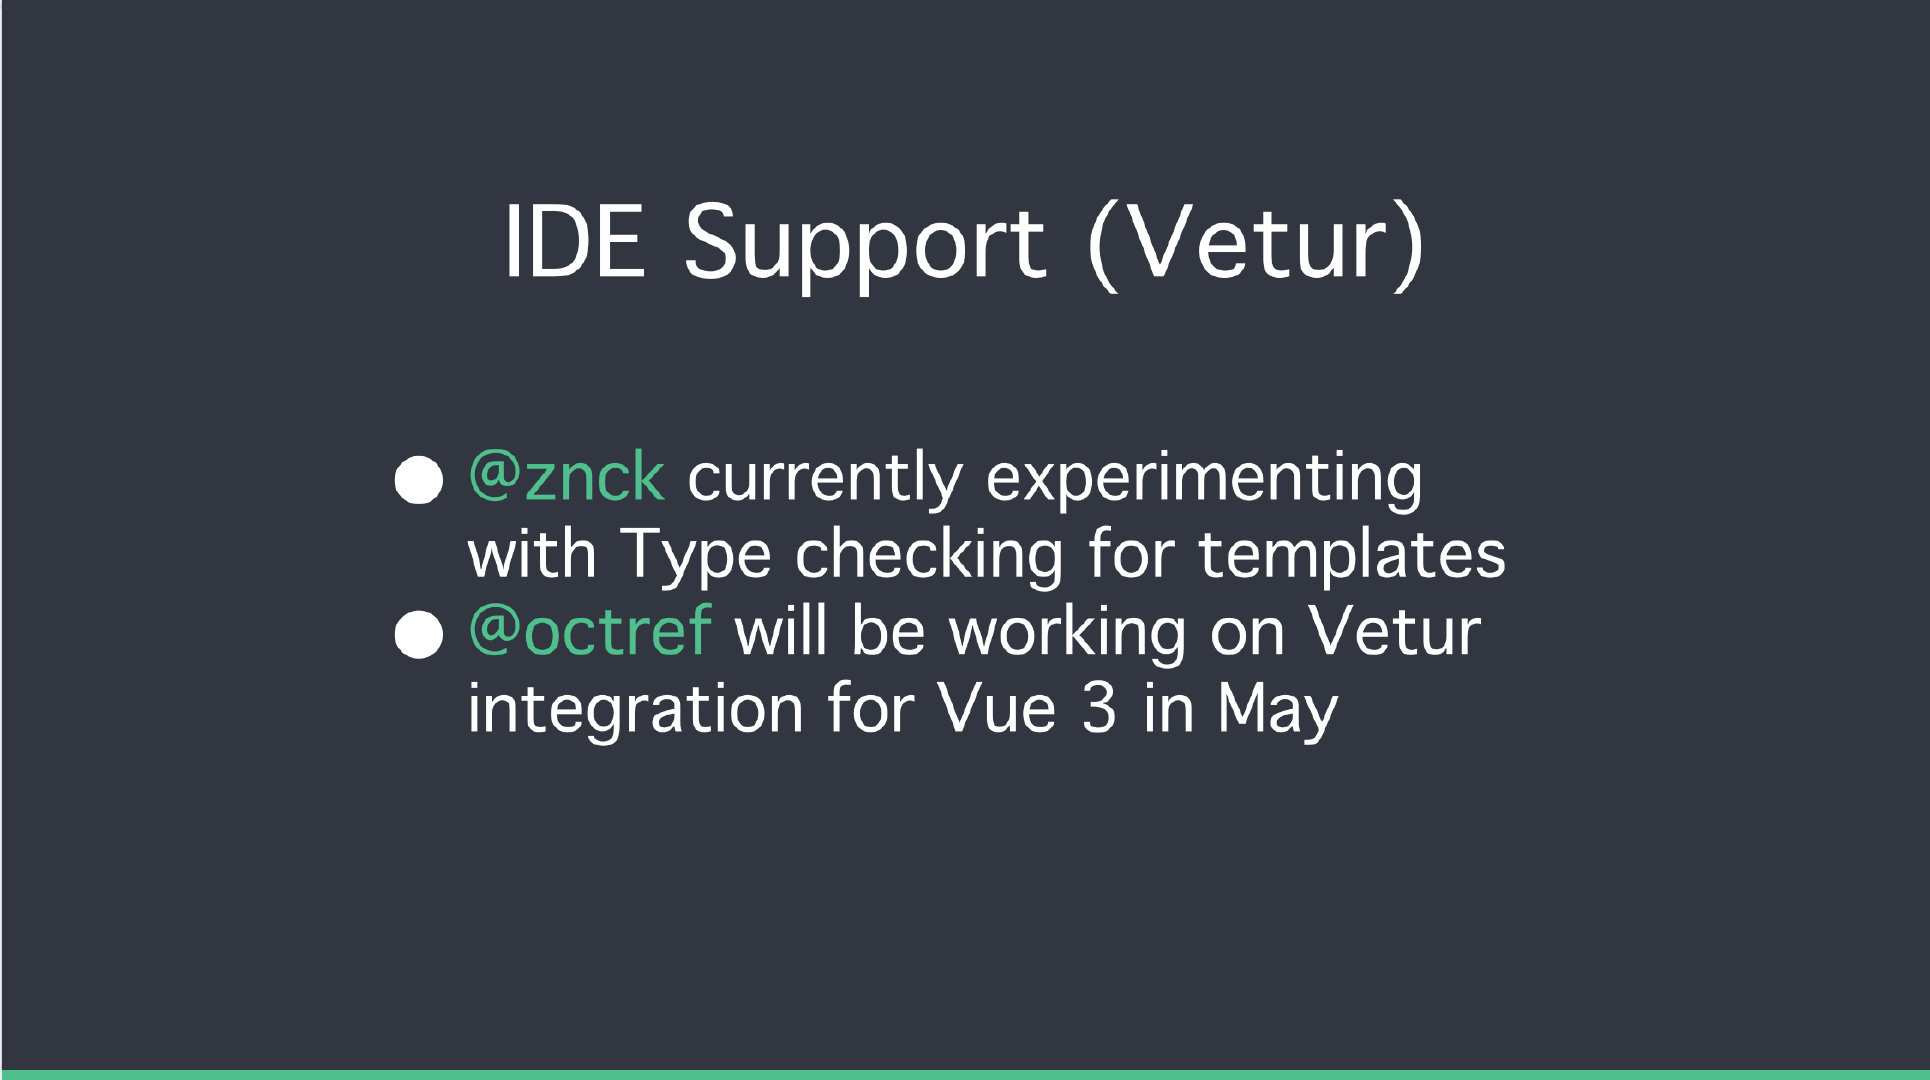 IDE Support (Vetur)
● @znck currently experimenting
with Type checking for templates
● @octref will be working on Vetur
integration for Vue 3 in May